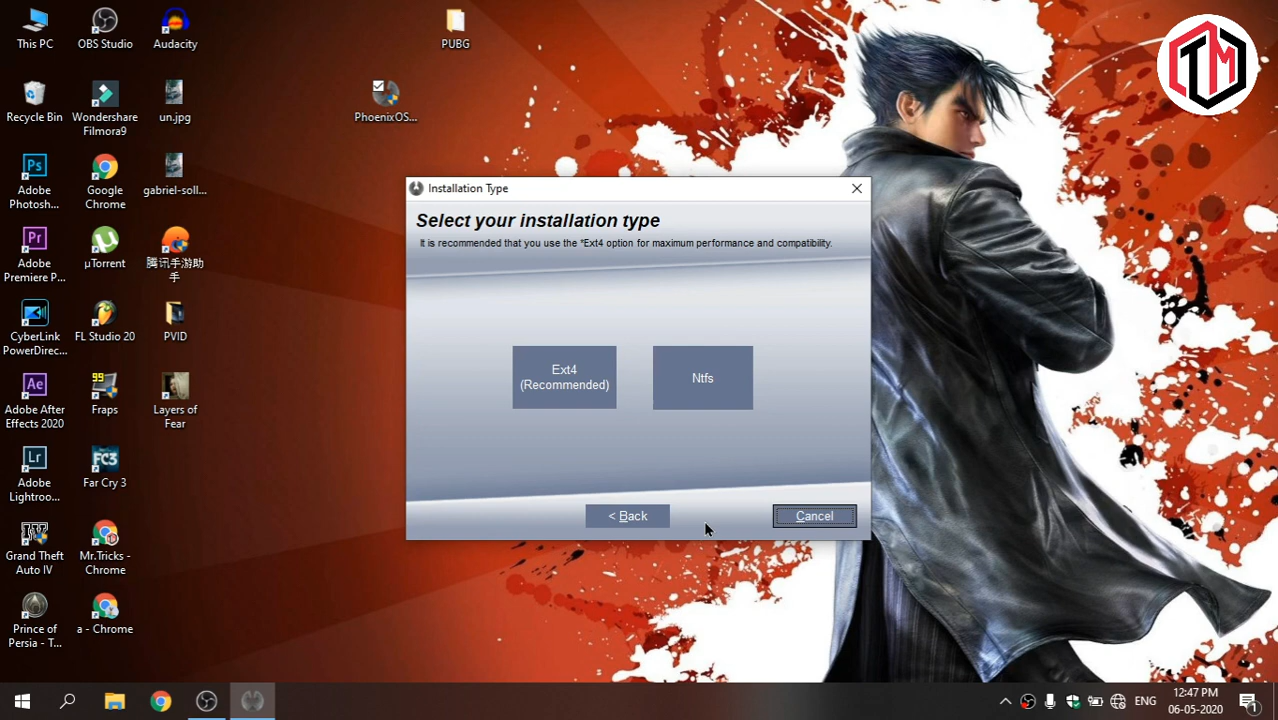 This PC
OBS Studio
Audacity
PUBG
Recycle Bin
Wondershare
Filmora9
un.jpg
PhoenixOS...
Adobe
Photosh...
Google
Chrome
gabriel-soll...
Adobe
Premiere P...
µTorrent
腾讯手游助
手
CyberLink
PowerDirec...
FL Studio 20
PVID
Adobe After
Effects 2020
99
Fraps
Layers of
Fear
Adobe
Lightroo...
Far Cry 3
Grand Theft
Auto IV
Mr.Tricks -
Chrome
Prince of
Persia - T...
a - Chrome
Ps
Pr
Ae
Lr
FC3
IV
TM
Installation Type
Select your installation type
It is recommended that you use the *Ext4 option for maximum performance and compatibility.
Ext4
(Recommended)
Ntfs
< Back
Cancel
ENG
12:47 PM
06-05-2020
1